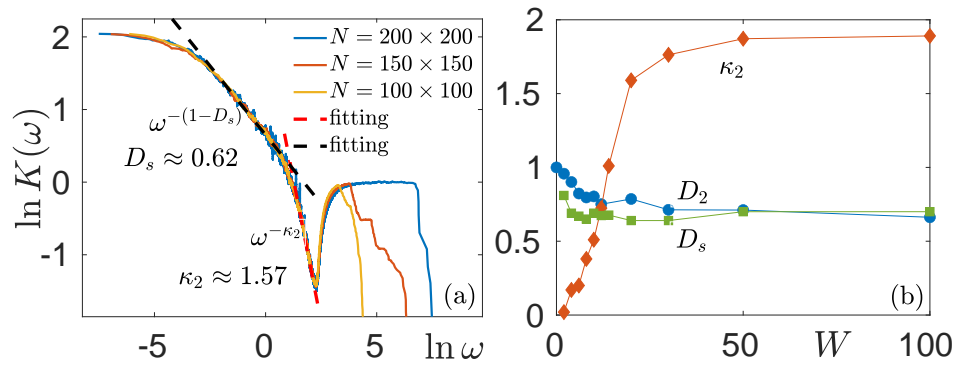 ln K(ω)
2
1
0
-1
N = 200 × 200
N = 150 × 150
N = 100 × 100
fitting
fitting
ω^{-(1-D_s)}
D_s ≈ 0.62
ω^{-κ_2}
κ_2 ≈ 1.57
(a)
-5 0 5 ln ω
2
1.5
1
0.5
0
κ_2
D_2
D_s
(b)
0 50 W 100